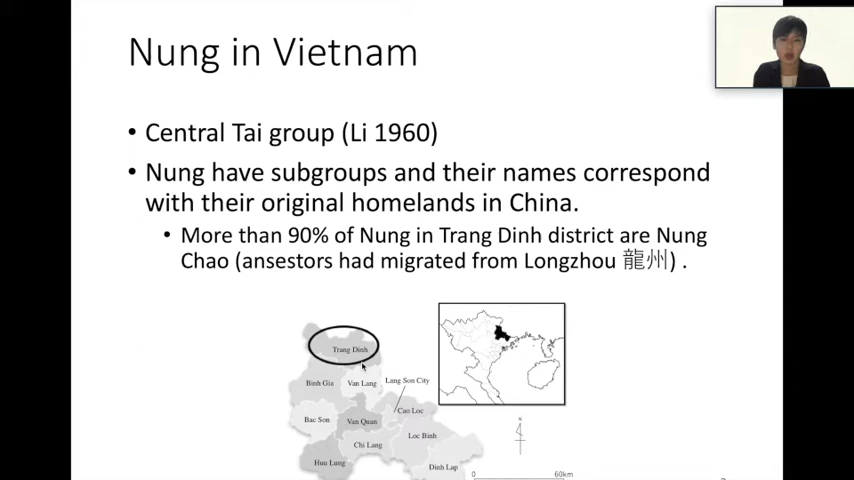 Nung in Vietnam
• Central Tai group (Li 1960)
• Nung have subgroups and their names correspond
with their original homelands in China.
• More than 90% of Nung in Trang Dinh district are Nung
Chao (ansestors had migrated from Longzhou 龍州) .
Trang Dinh
Binh Gia
Van Lang
Lang Son City
Bac Son
Van Quan
Cao Loc
Chi Lang
Loc Binh
Huu Lung
Dinh Lap
N
0
60km